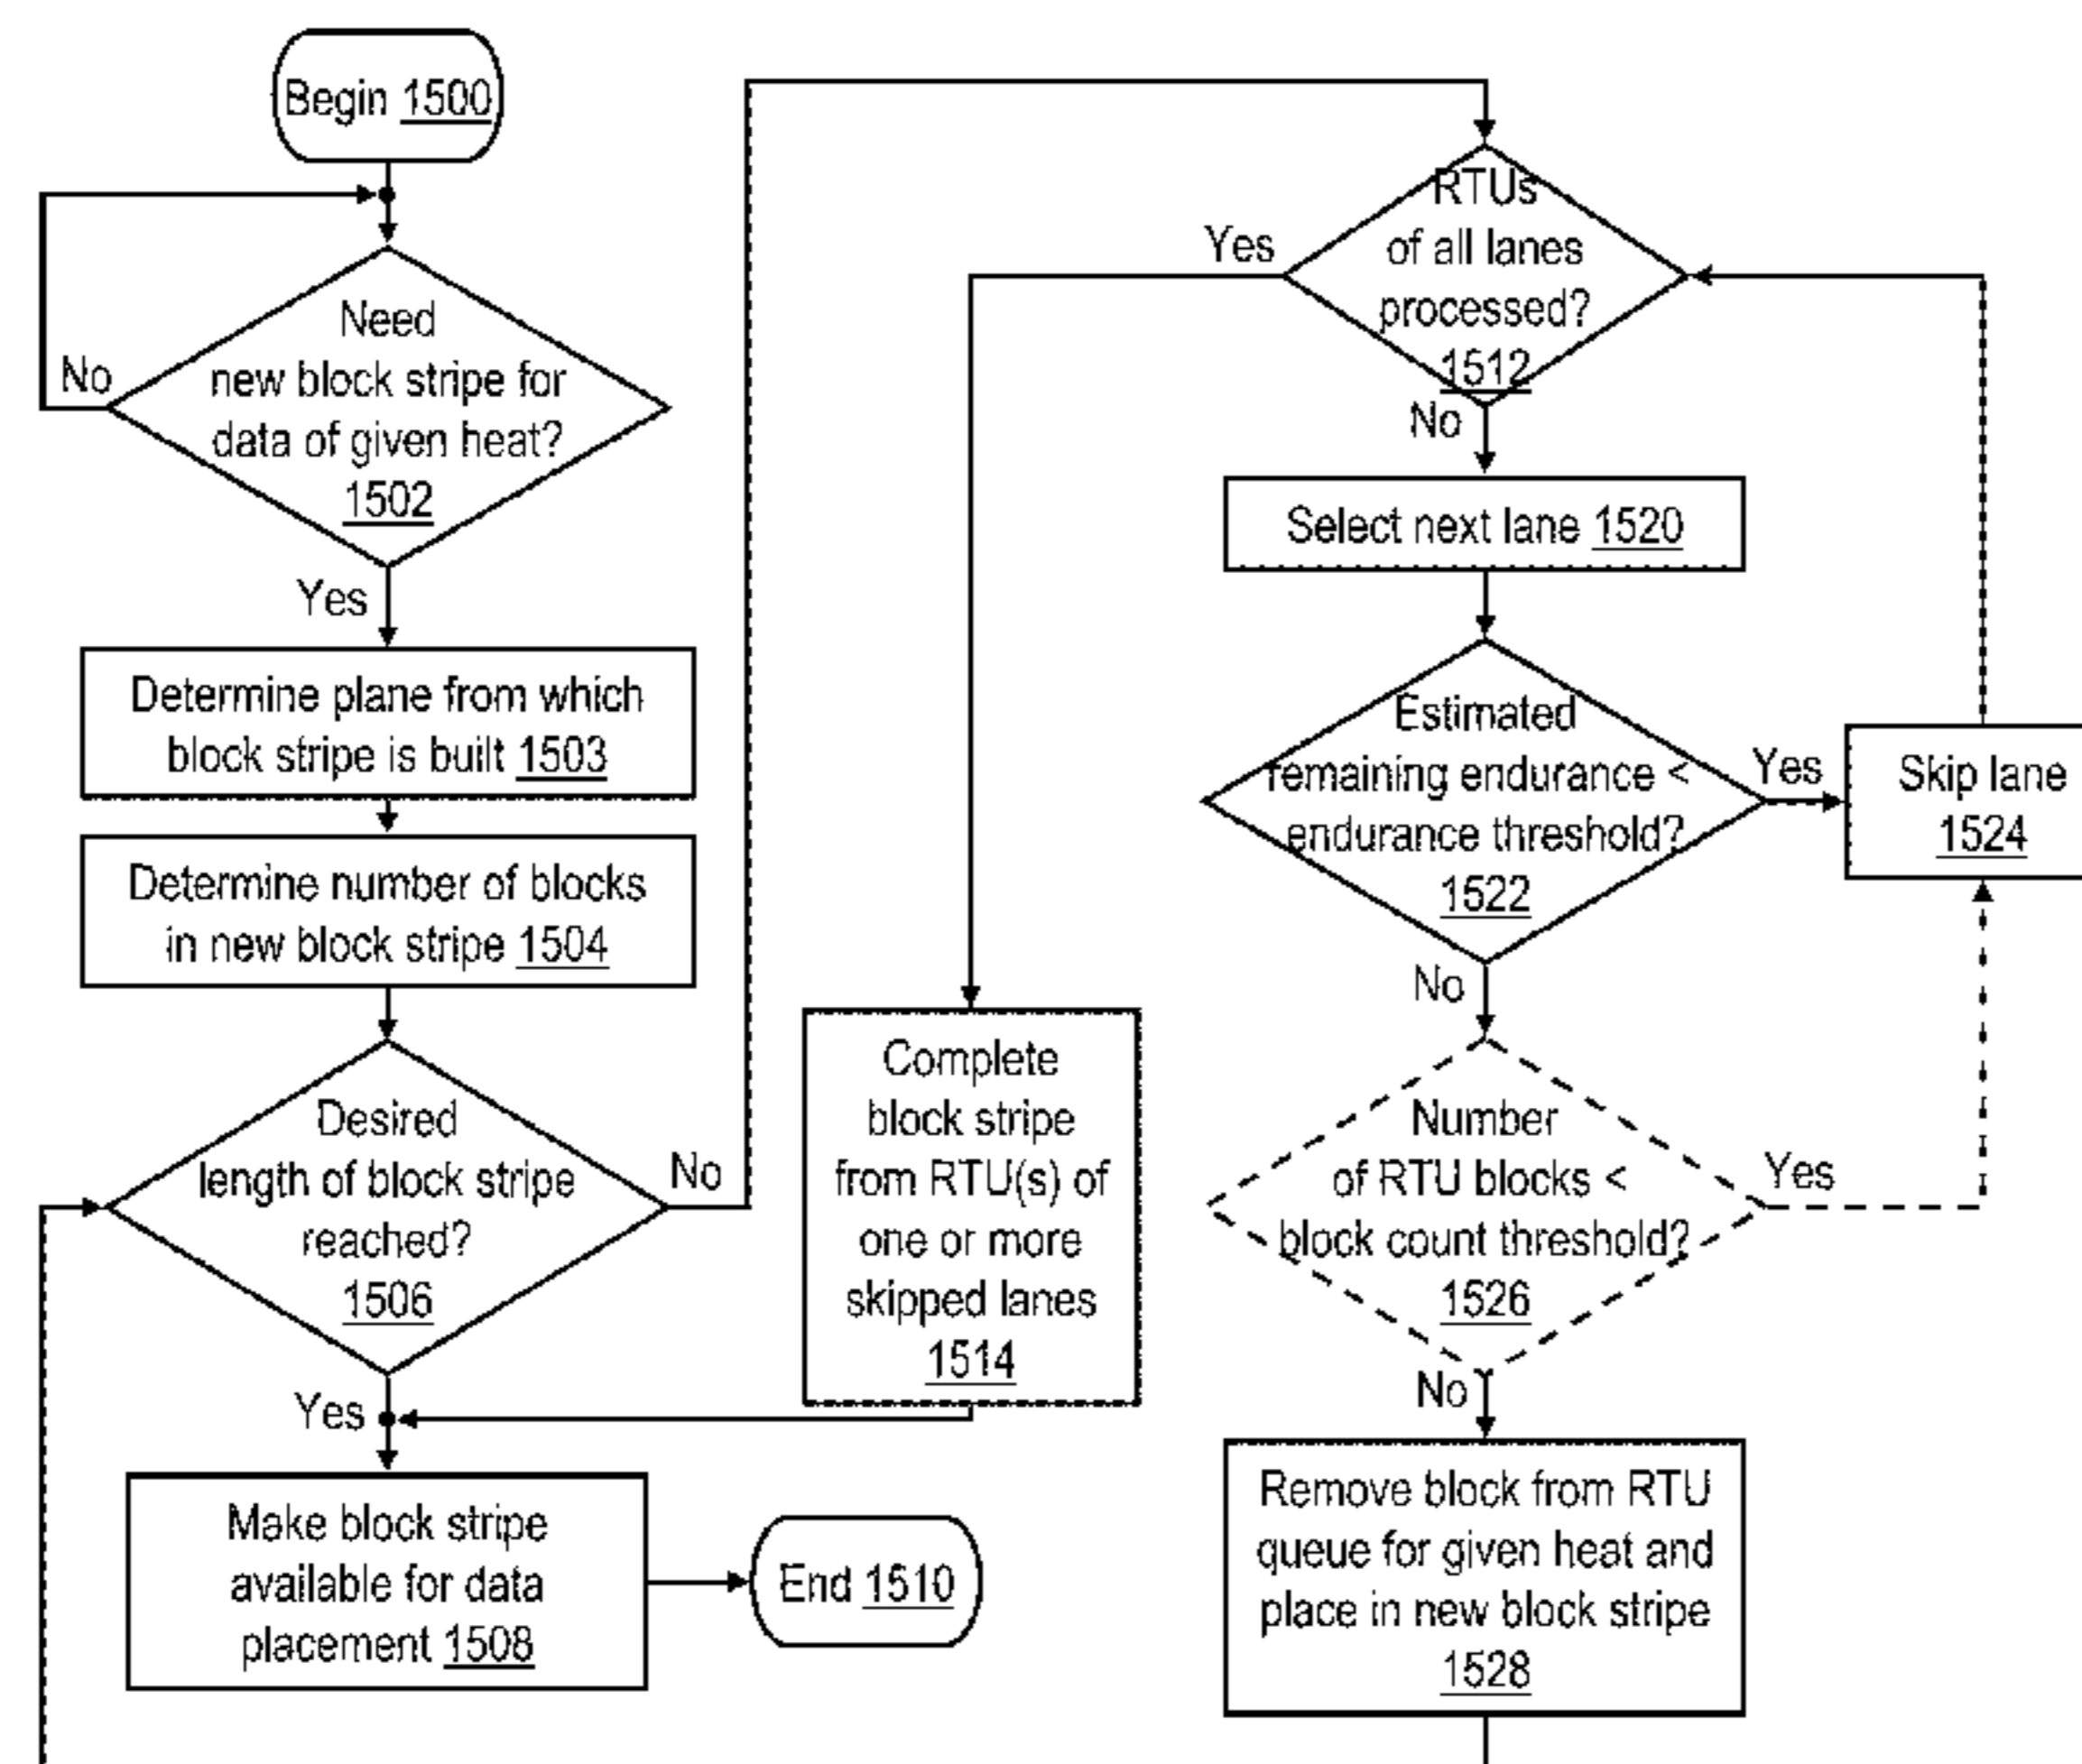 Begin 1500
Need
new block stripe for
data of given heat?
1502
No
Yes
Determine plane from which
block stripe is built 1503
Determine number of blocks
in new block stripe 1504
Desired
length of block stripe
reached?
1506
No
Yes
Make block stripe
available for data
placement 1508
End 1510
RTUs
of all lanes
processed?
1512
Yes
No
Complete
block stripe
from RTU(s) of
one or more
skipped lanes
1514
Select next lane 1520
Estimated
remaining endurance <
endurance threshold?
1522
Yes
No
Skip lane
1524
Number
of RTU blocks <
block count threshold?
1526
Yes
No
Remove block from RTU
queue for given heat and
place in new block stripe
1528